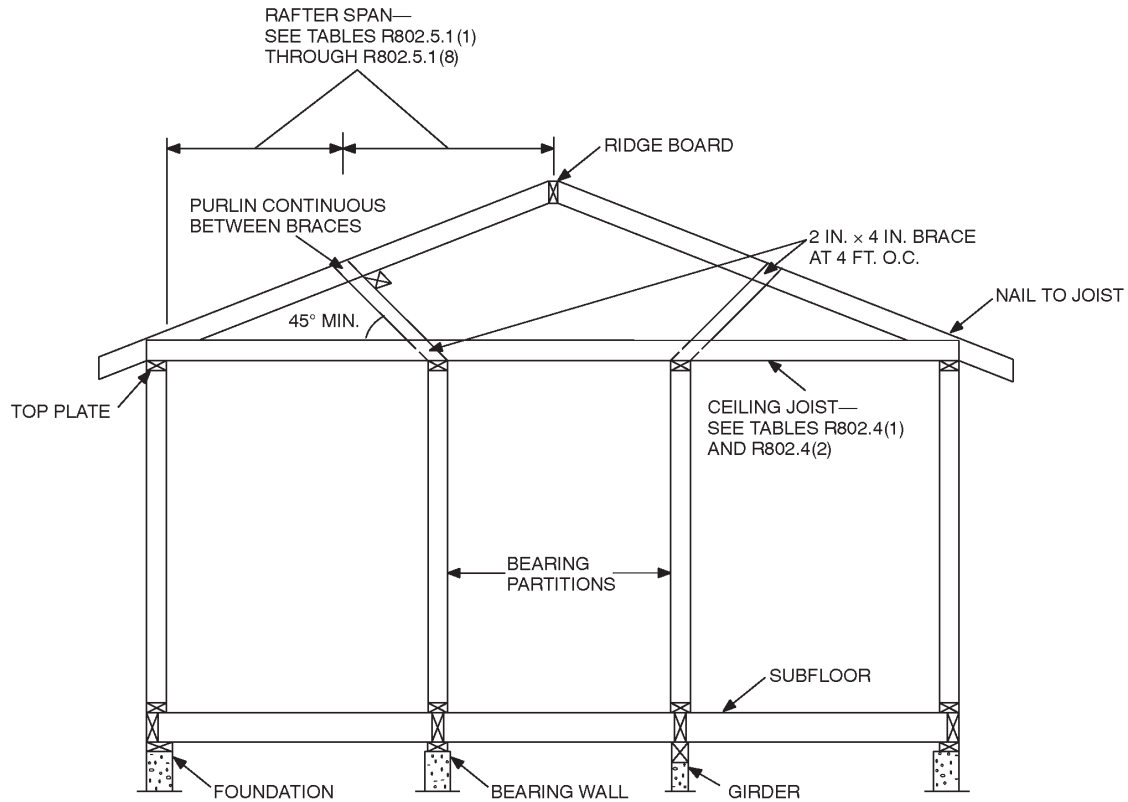 RAFTER SPAN—
SEE TABLES R802.5.1(1)
THROUGH R802.5.1(8)
RIDGE BOARD
PURLIN CONTINUOUS
BETWEEN BRACES
2 IN. × 4 IN. BRACE
AT 4 FT. O.C.
NAIL TO JOIST
45° MIN.
TOP PLATE
CEILING JOIST—
SEE TABLES R802.4(1)
AND R802.4(2)
BEARING
PARTITIONS
SUBFLOOR
FOUNDATION
BEARING WALL
GIRDER